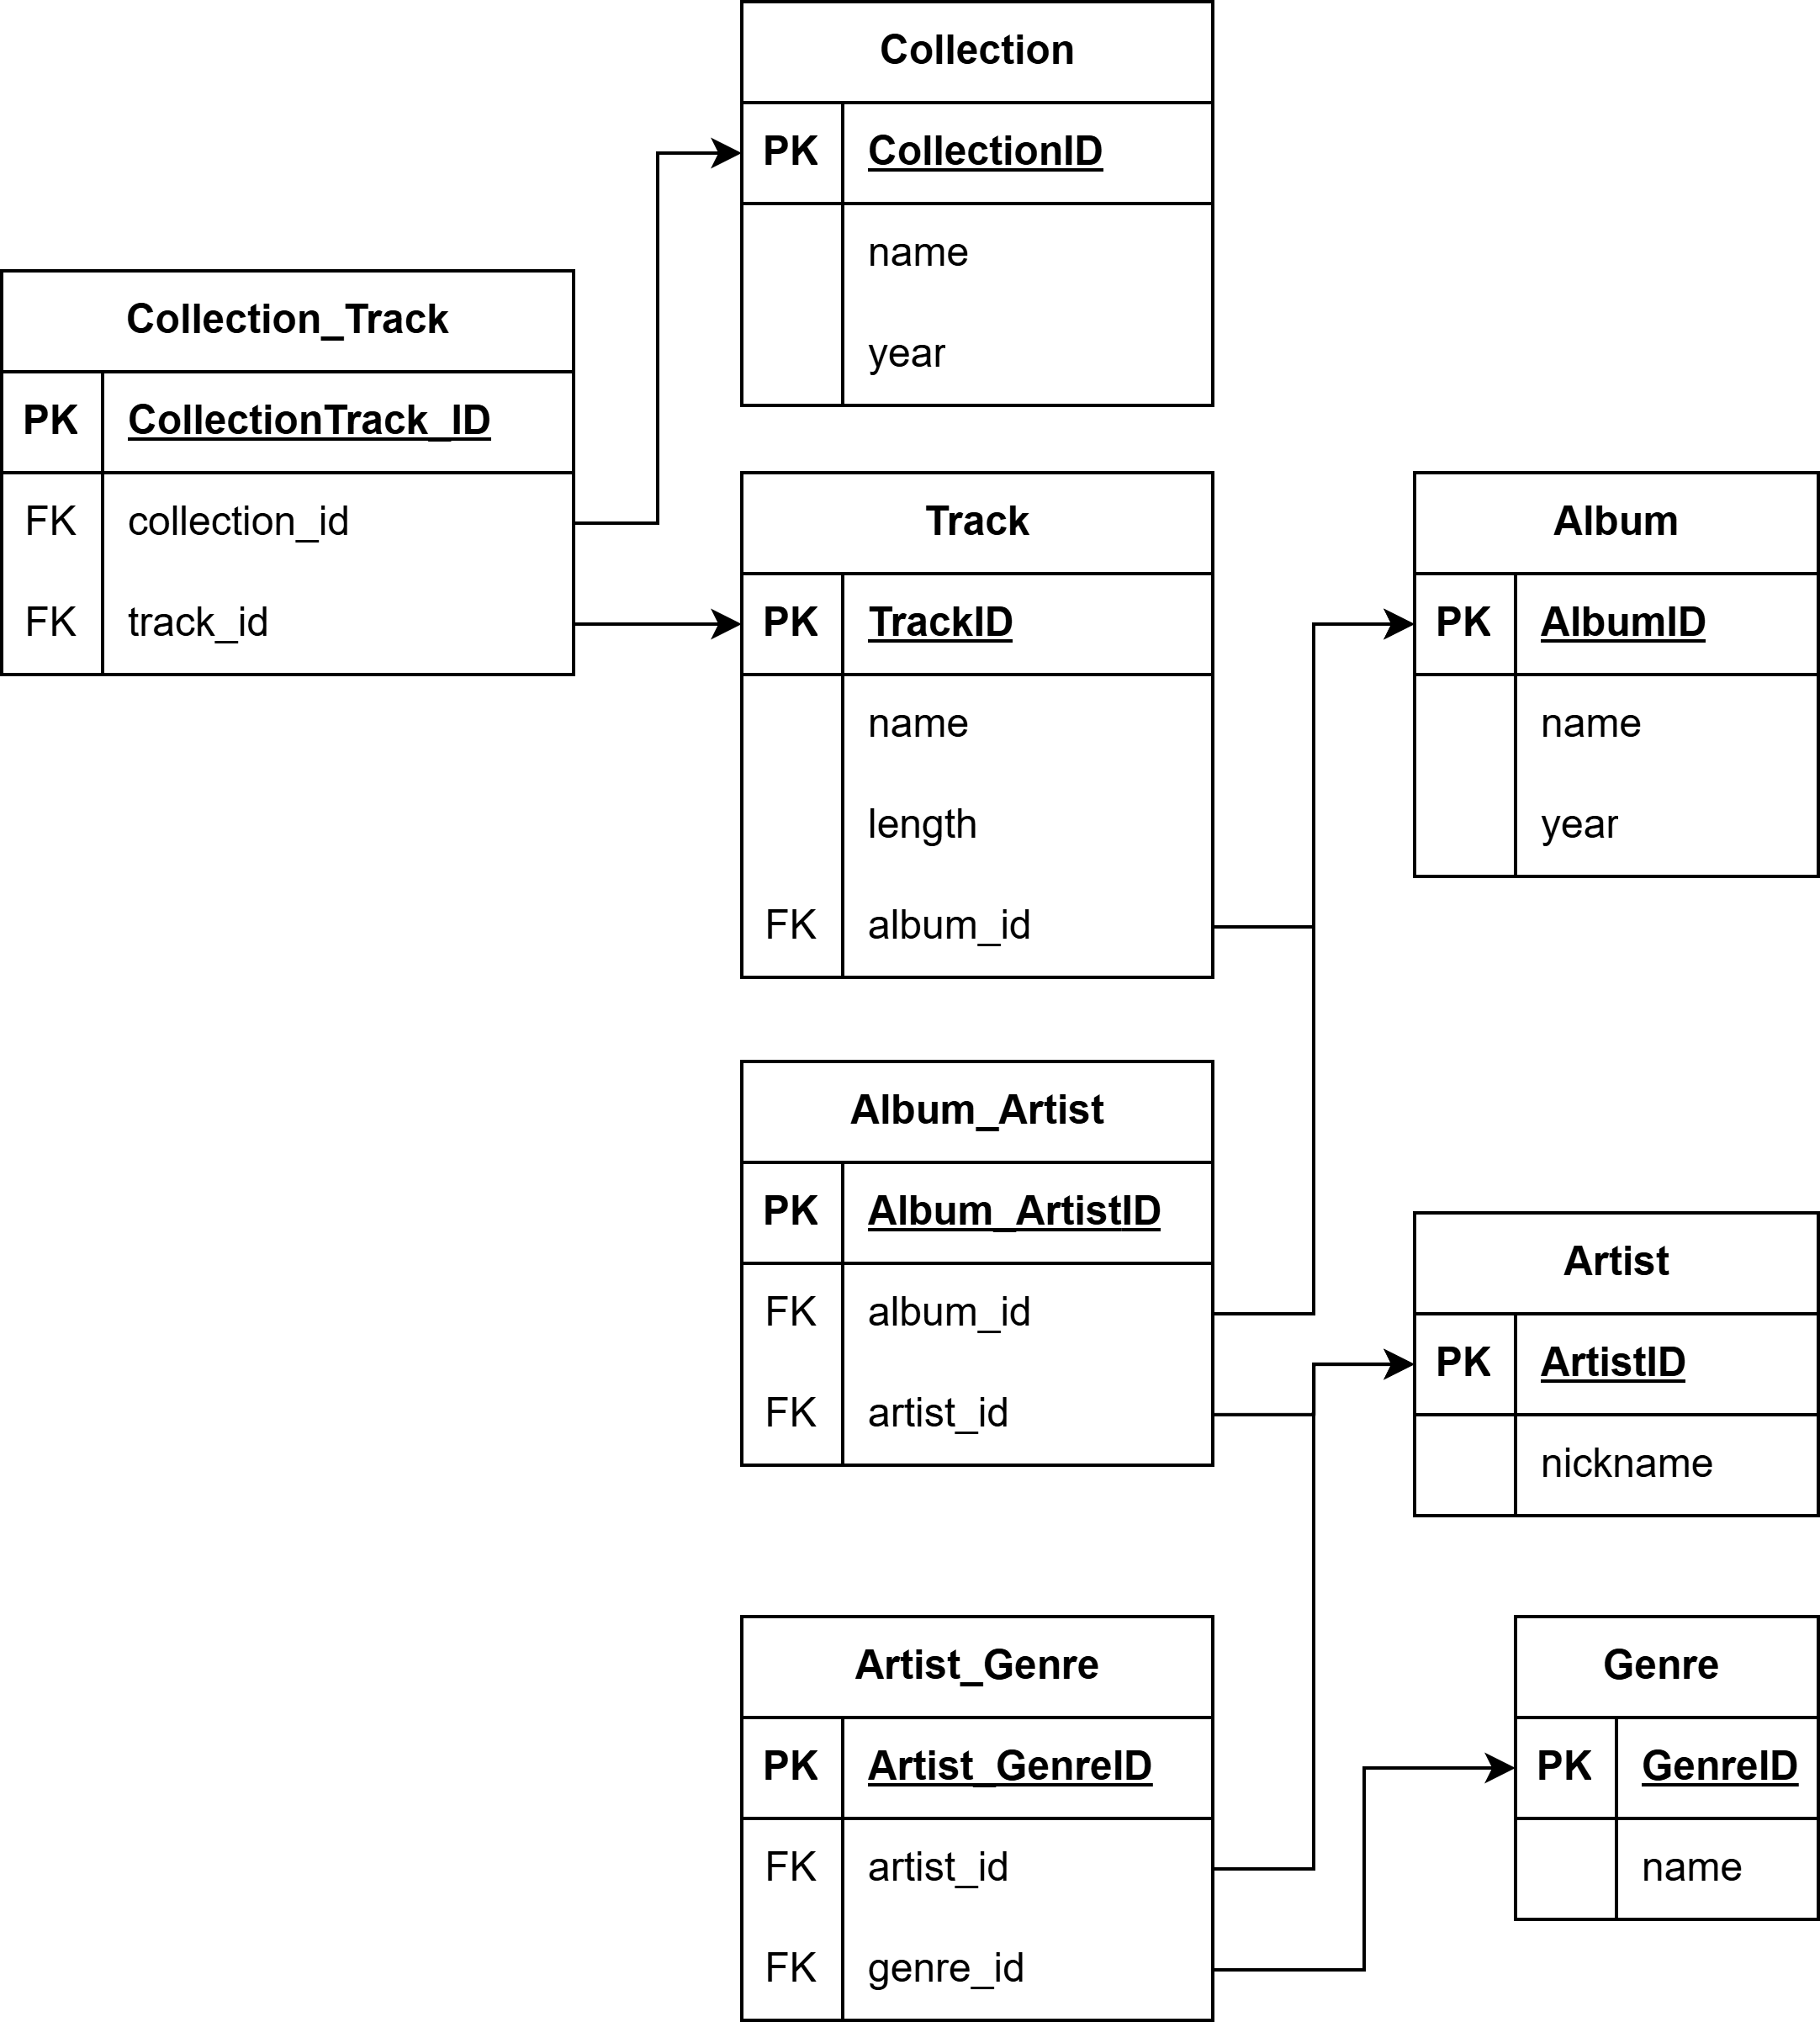 Collection
PK CollectionID
name
year
Collection_Track
PK CollectionTrack_ID
FK collection_id
FK track_id
Track
PK TrackID
name
length
FK album_id
Album
PK AlbumID
name
year
Album_Artist
PK Album_ArtistID
FK album_id
FK artist_id
Artist
PK ArtistID
nickname
Artist_Genre
PK Artist_GenreID
FK artist_id
FK genre_id
Genre
PK GenreID
name